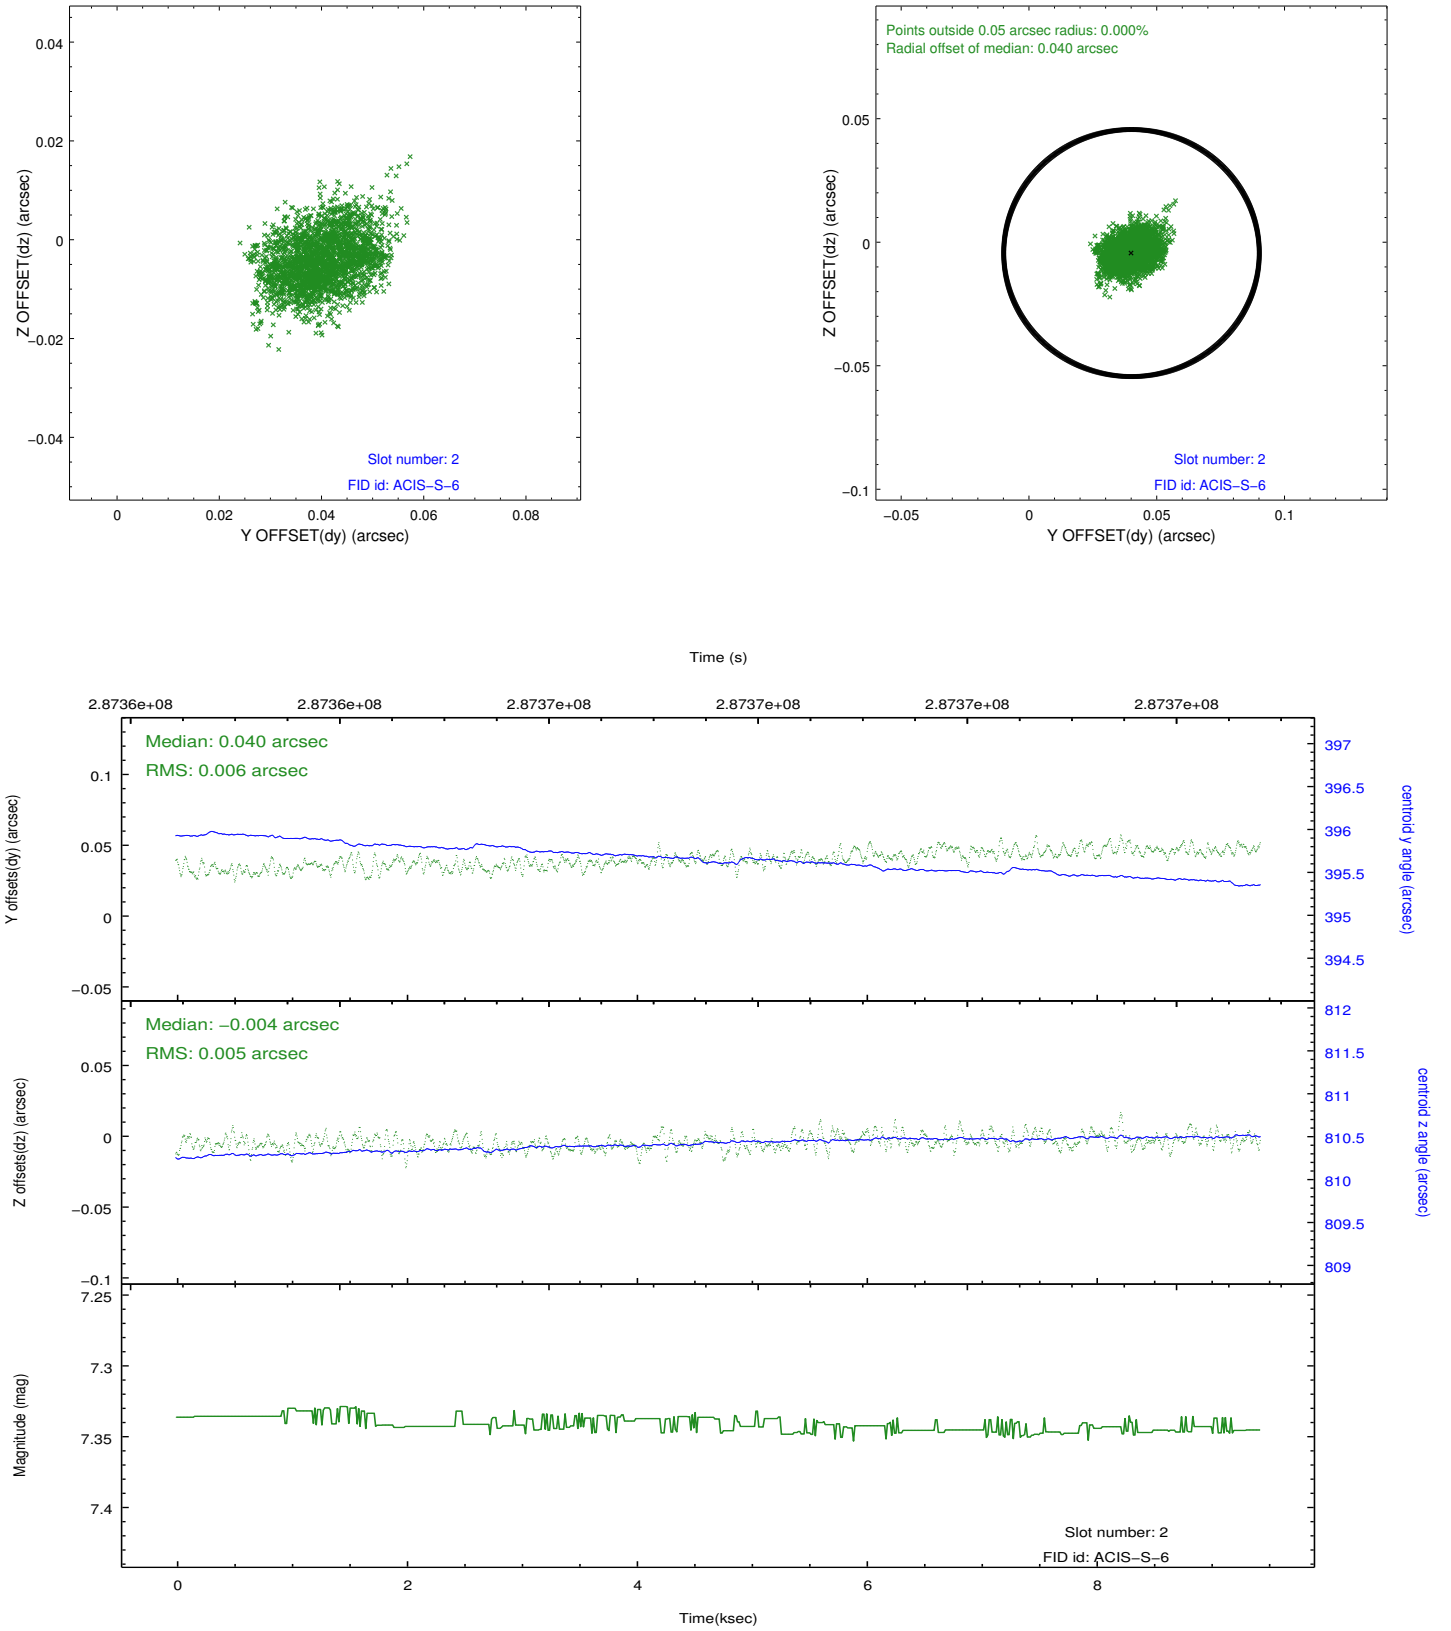 0.04
0.02
0
−0.02
−0.04
Z OFFSET(dz) (arcsec)
Slot number: 2
FID id: ACIS−S−6
0 0.02 0.04 0.06 0.08
Y OFFSET(dy) (arcsec)
Points outside 0.05 arcsec radius: 0.000%
Radial offset of median: 0.040 arcsec
0.05
0
−0.05
−0.1
Z OFFSET(dz) (arcsec)
Slot number: 2
FID id: ACIS−S−6
−0.05 0 0.05 0.1
Y OFFSET(dy) (arcsec)
Time (s)
2.8736e+08 2.8736e+08 2.8737e+08 2.8737e+08 2.8737e+08 2.8737e+08
Median: 0.040 arcsec
RMS: 0.006 arcsec
0.1
0.05
0
−0.05
Y offsets(dy) (arcsec)
397
396.5
396
395.5
395
394.5
centroid y angle (arcsec)
Median: −0.004 arcsec
RMS: 0.005 arcsec
0.05
0
−0.05
−0.1
Z offsets(dz) (arcsec)
812
811.5
811
810.5
810
809.5
809
centroid z angle (arcsec)
7.25
7.3
7.35
7.4
Magnitude (mag)
Slot number: 2
FID id: ACIS−S−6
0 2 4 6 8
Time(ksec)